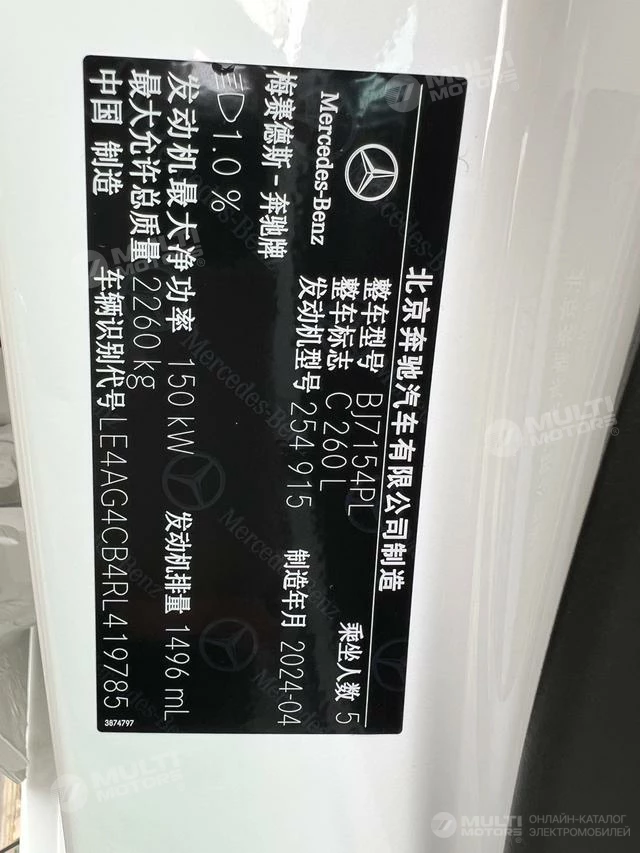 北京奔驰汽车有限公司制造
Mercedes-Benz
梅赛德斯-奔驰牌
整车型号 BJ7154PL
整车标志 C 260 L
乘坐人数 5
发动机型号 254 915
制造年月 2024-04
1.0 %
发动机最大净功率 150 kW
发动机排量 1496 mL
最大允许总质量 2260 kg
中国 制造
车辆识别代号 LE4AG4CB4RL419785
3874797
MULTI MOTORS
ОНЛАЙН-КАТАЛОГ
ЭЛЕКТРОМОБИЛЕЙ